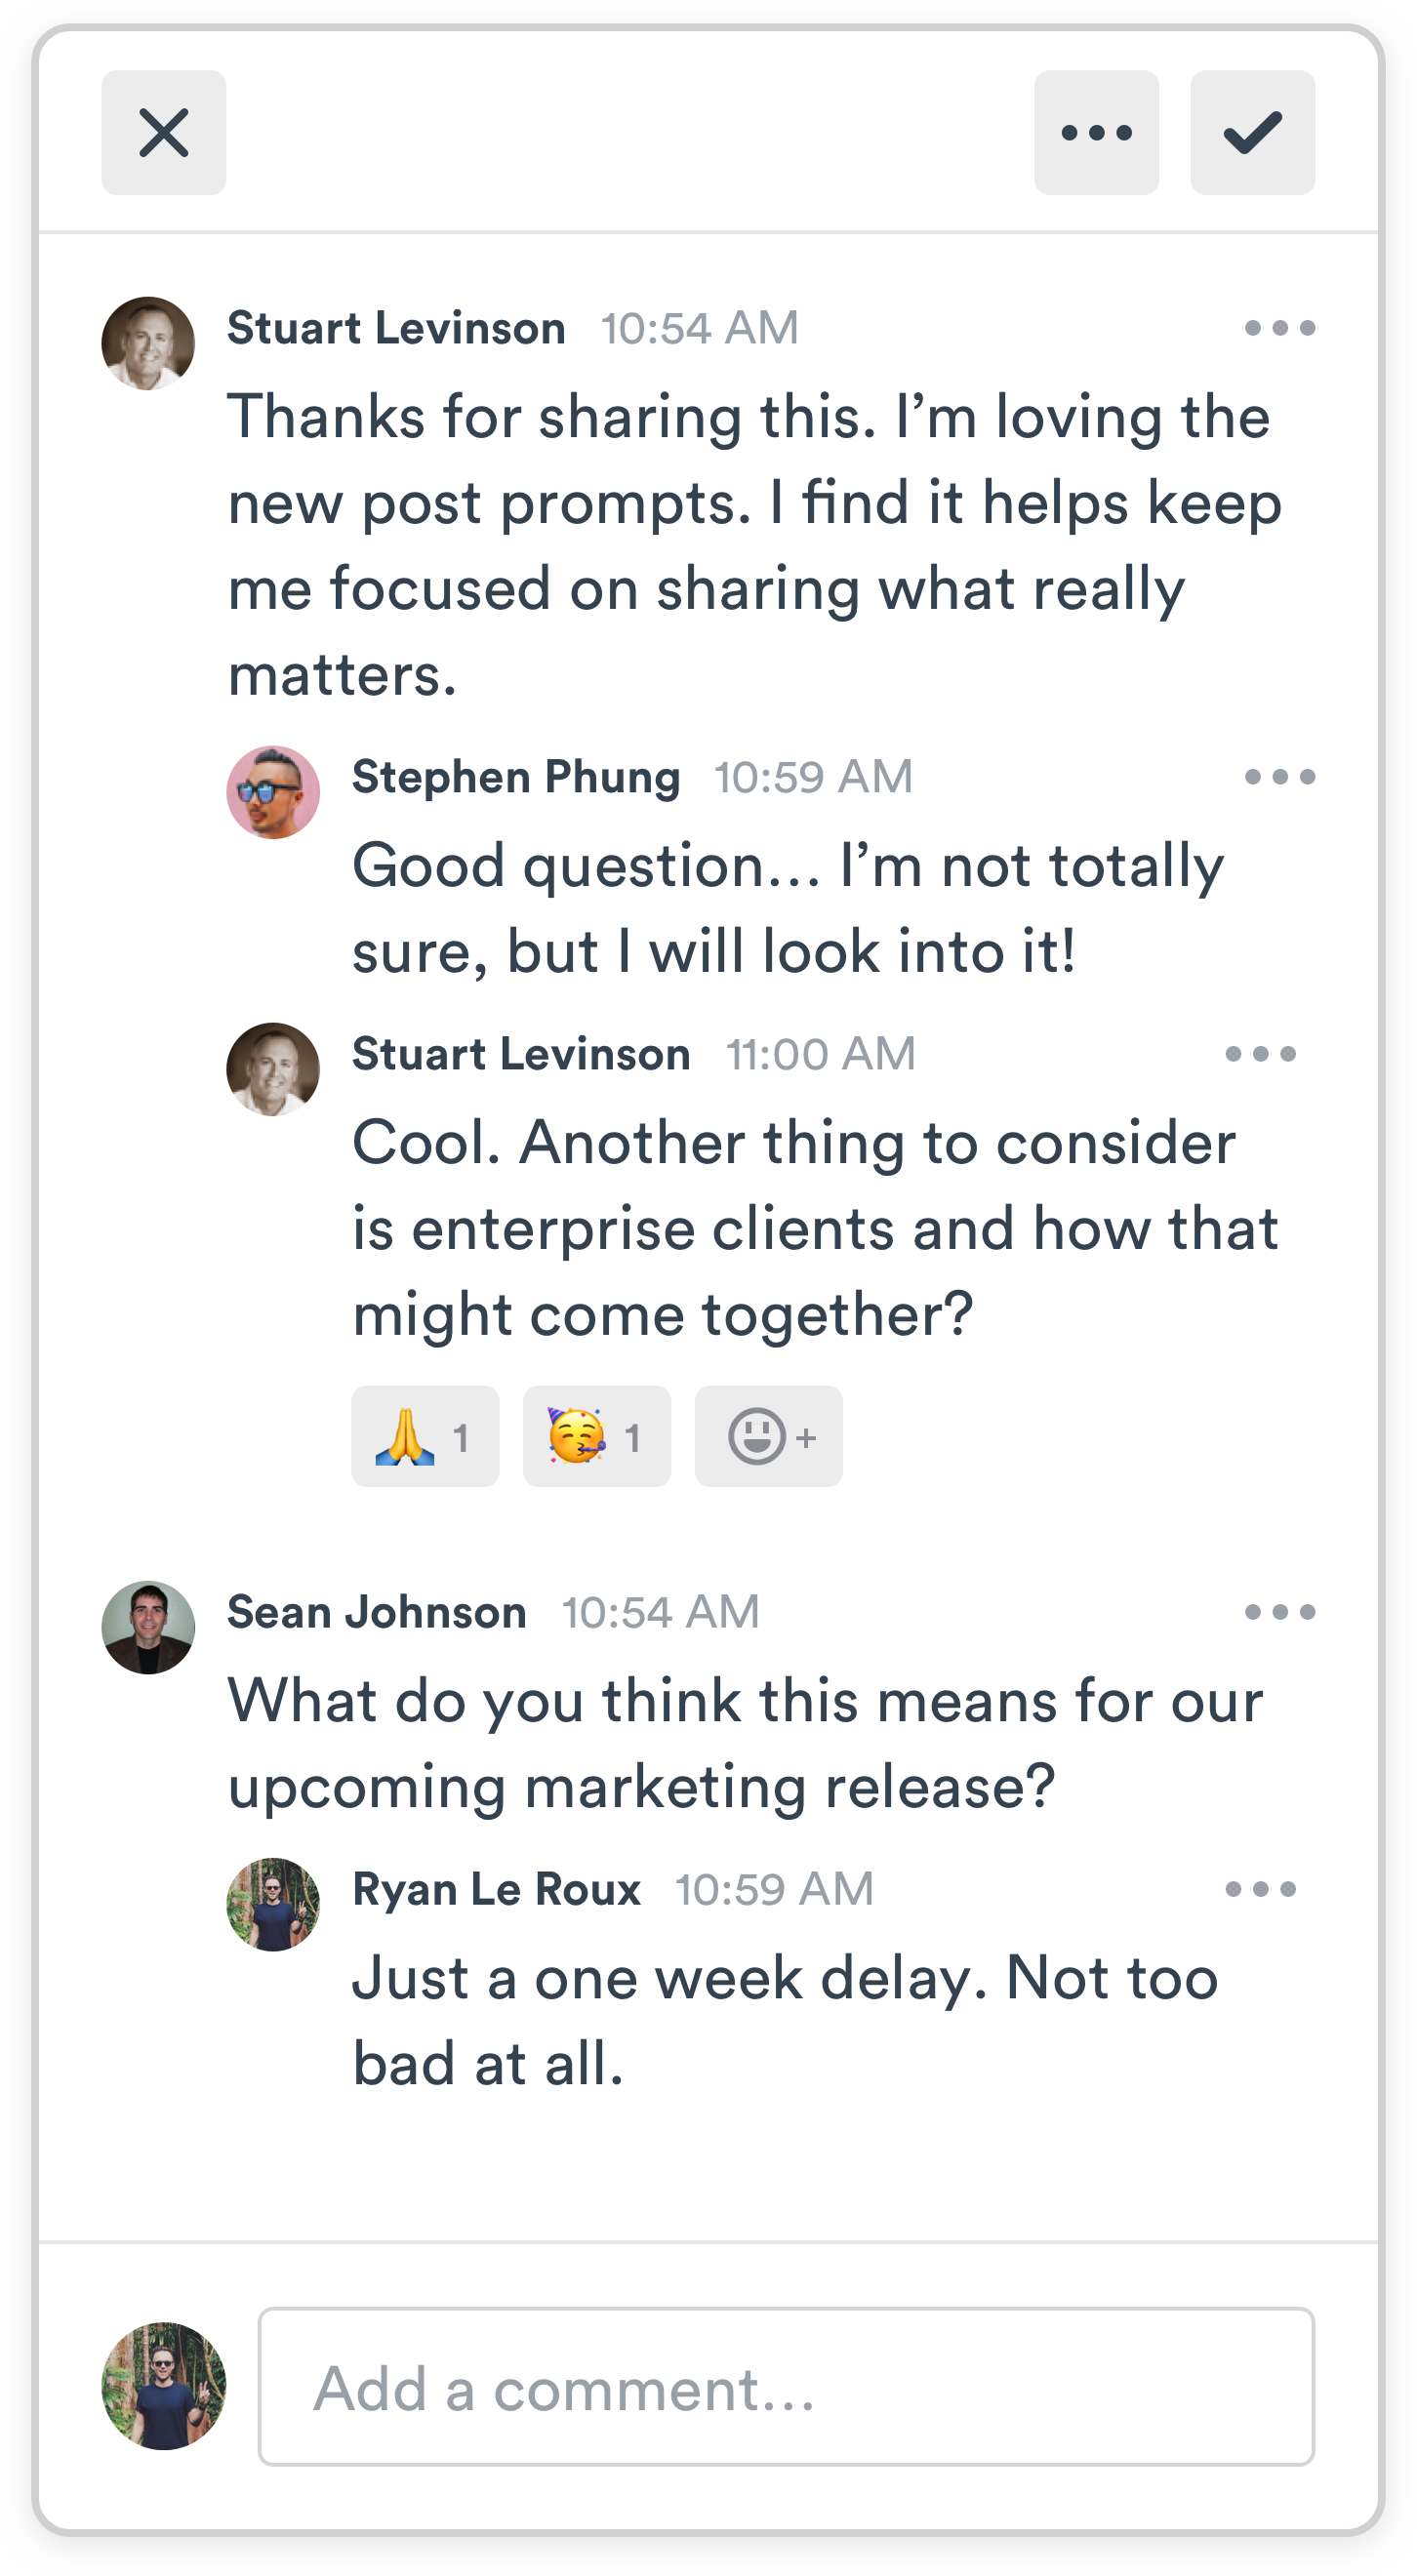 Stuart Levinson 10:54 AM
Thanks for sharing this. I’m loving the
new post prompts. I find it helps keep
me focused on sharing what really
matters.
Stephen Phung 10:59 AM
Good question… I’m not totally
sure, but I will look into it!
Stuart Levinson 11:00 AM
Cool. Another thing to consider
is enterprise clients and how that
might come together?
🙏 1 🥳 1 +
Sean Johnson 10:54 AM
What do you think this means for our
upcoming marketing release?
Ryan Le Roux 10:59 AM
Just a one week delay. Not too
bad at all.
Add a comment…